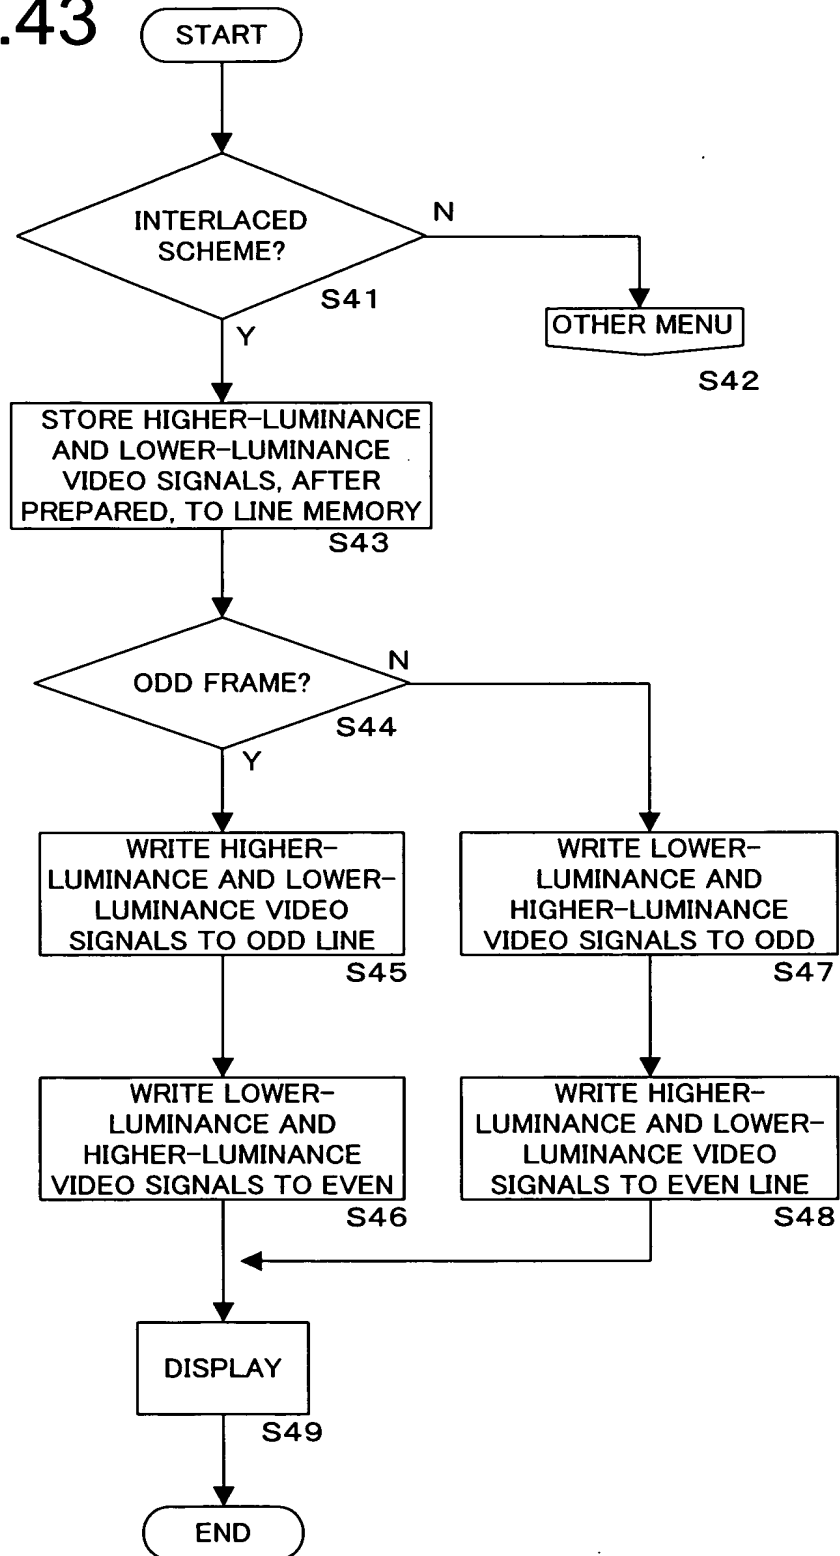 .43
START
INTERLACED
SCHEME?
N
S41
Y
OTHER MENU
S42
STORE HIGHER-LUMINANCE
AND LOWER-LUMINANCE
VIDEO SIGNALS, AFTER
PREPARED, TO LINE MEMORY
S43
ODD FRAME?
N
S44
Y
WRITE HIGHER-
LUMINANCE AND LOWER-
LUMINANCE VIDEO
SIGNALS TO ODD LINE
S45
WRITE LOWER-
LUMINANCE AND
HIGHER-LUMINANCE
VIDEO SIGNALS TO ODD
S47
WRITE LOWER-
LUMINANCE AND
HIGHER-LUMINANCE
VIDEO SIGNALS TO EVEN
S46
WRITE HIGHER-
LUMINANCE AND LOWER-
LUMINANCE VIDEO
SIGNALS TO EVEN LINE
S48
DISPLAY
S49
END